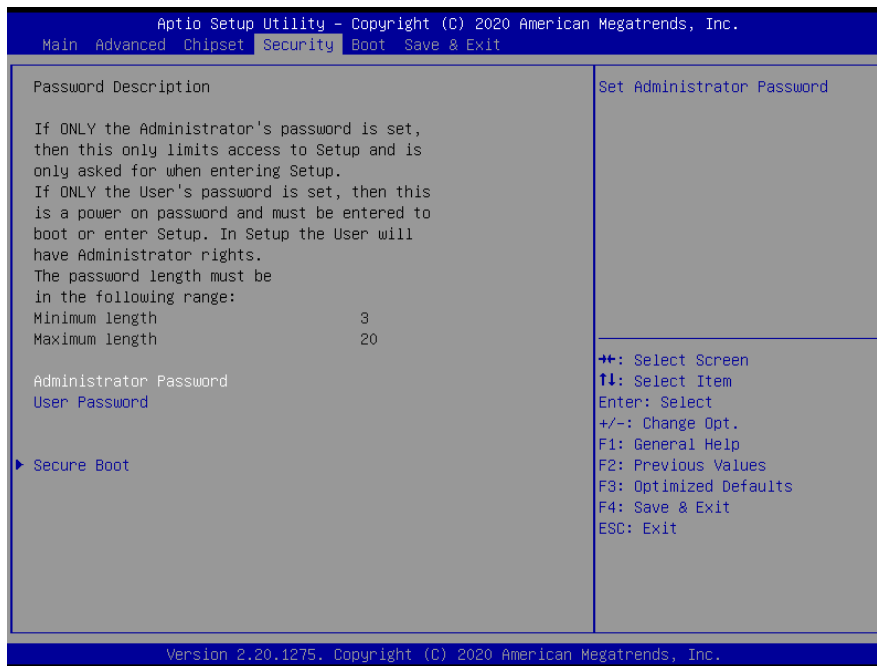 Aptio Setup Utility – Copyright (C) 2020 American Megatrends, Inc.
Main Advanced Chipset Security Boot Save & Exit
Password Description
If ONLY the Administrator's password is set,
then this only limits access to Setup and is
only asked for when entering Setup.
If ONLY the User's password is set, then this
is a power on password and must be entered to
boot or enter Setup. In Setup the User will
have Administrator rights.
The password length must be
in the following range:
Minimum length 3
Maximum length 20
Administrator Password
User Password
Secure Boot
Set Administrator Password
→←: Select Screen
↑↓: Select Item
Enter: Select
+/-: Change Opt.
F1: General Help
F2: Previous Values
F3: Optimized Defaults
F4: Save & Exit
ESC: Exit
Version 2.20.1275. Copyright (C) 2020 American Megatrends, Inc.